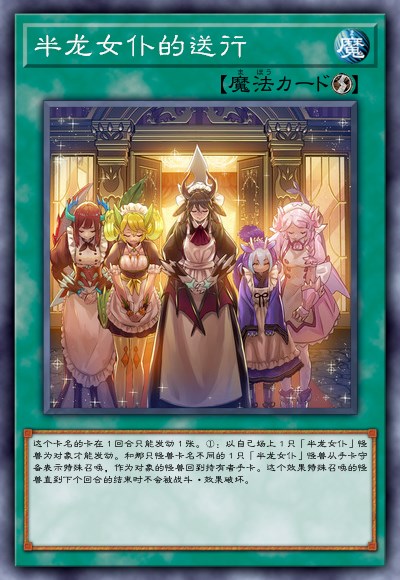 半龙女仆的送行
魔
【魔法カード】
まほう
这个卡名的卡在1回合只能发动1张。①：以自己场上1只「半龙女仆」怪
兽为对象才能发动。和那只怪兽卡名不同的1只「半龙女仆」怪兽从手卡守
备表示特殊召唤，作为对象的怪兽回到持有者手卡。这个效果特殊召唤的怪
兽直到下个回合的结束时不会被战斗·效果破坏。